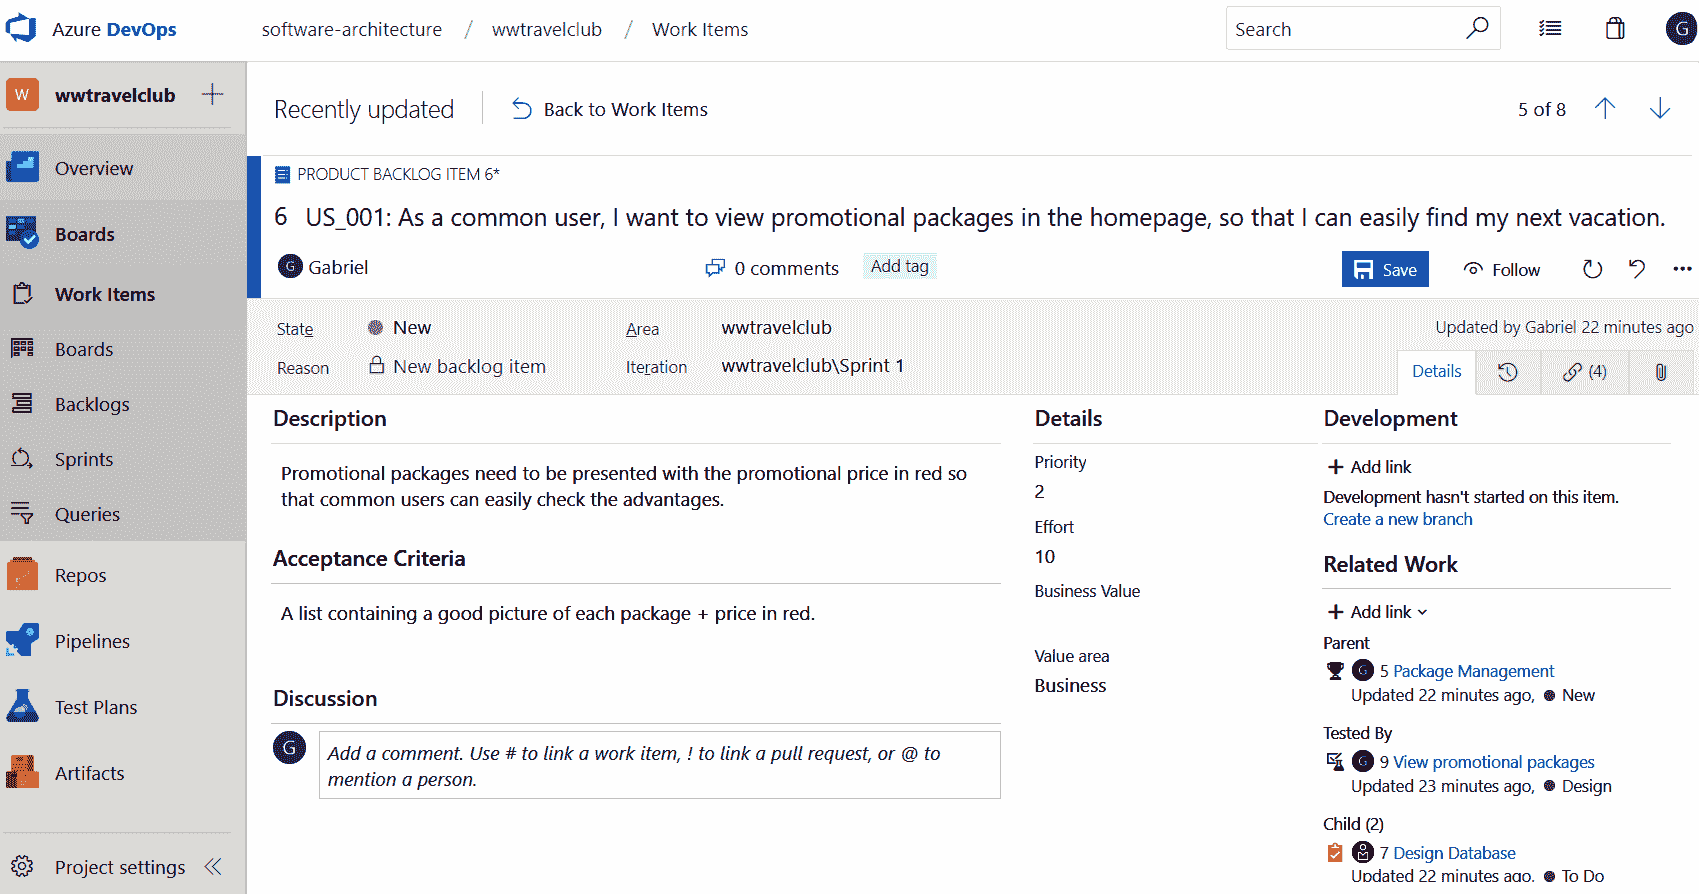 Azure DevOps
software-architecture / wwtravelclub / Work Items
Search
G
W wwtravelclub
Overview
Boards
Work Items
Boards
Backlogs
Sprints
Queries
Repos
Pipelines
Test Plans
Artifacts
Project settings
Recently updated
Back to Work Items
5 of 8
PRODUCT BACKLOG ITEM 6*
6 US_001: As a common user, I want to view promotional packages in the homepage, so that I can easily find my next vacation.
G Gabriel
0 comments
Add tag
Save
Follow
State New
Area wwtravelclub
Updated by Gabriel 22 minutes ago
Reason New backlog item
Iteration wwtravelclub\Sprint 1
Details
(4)
Description
Promotional packages need to be presented with the promotional price in red so
that common users can easily check the advantages.
Acceptance Criteria
A list containing a good picture of each package + price in red.
Discussion
G
Add a comment. Use # to link a work item, ! to link a pull request, or @ to
mention a person.
Details
Priority
2
Effort
10
Business Value
Value area
Business
Development
+ Add link
Development hasn't started on this item.
Create a new branch
Related Work
+ Add link
Parent
G 5 Package Management
Updated 22 minutes ago, New
Tested By
G 9 View promotional packages
Updated 23 minutes ago, Design
Child (2)
7 Design Database
Updated 22 minutes ago, To Do